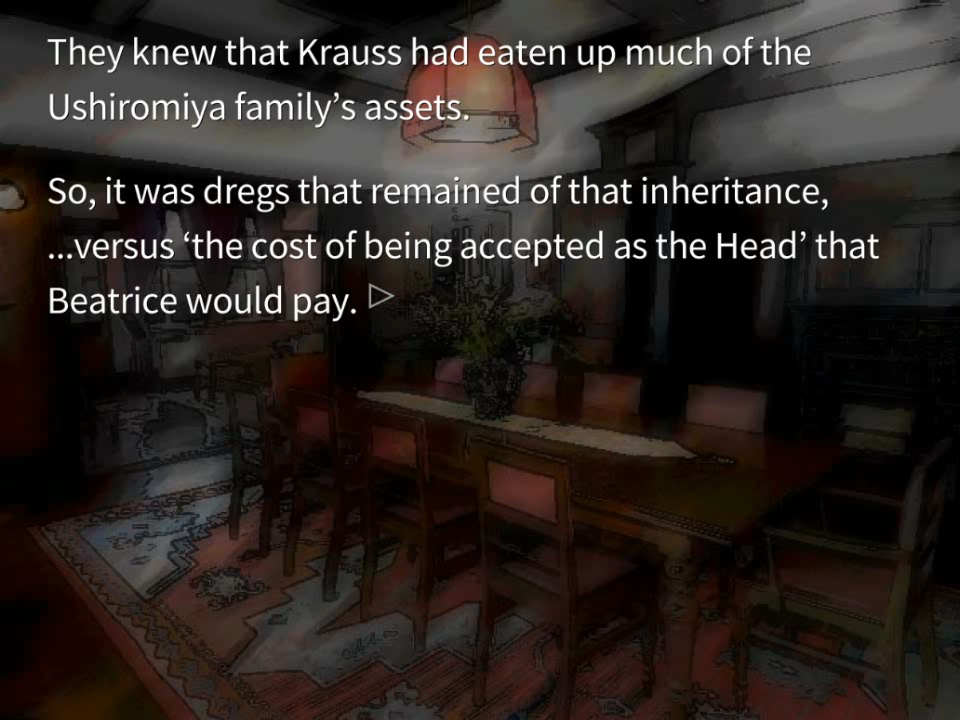 They knew that Krauss had eaten up much of the
Ushiromiya family’s assets.
So, it was dregs that remained of that inheritance,
...versus ‘the cost of being accepted as the Head’ that
Beatrice would pay.